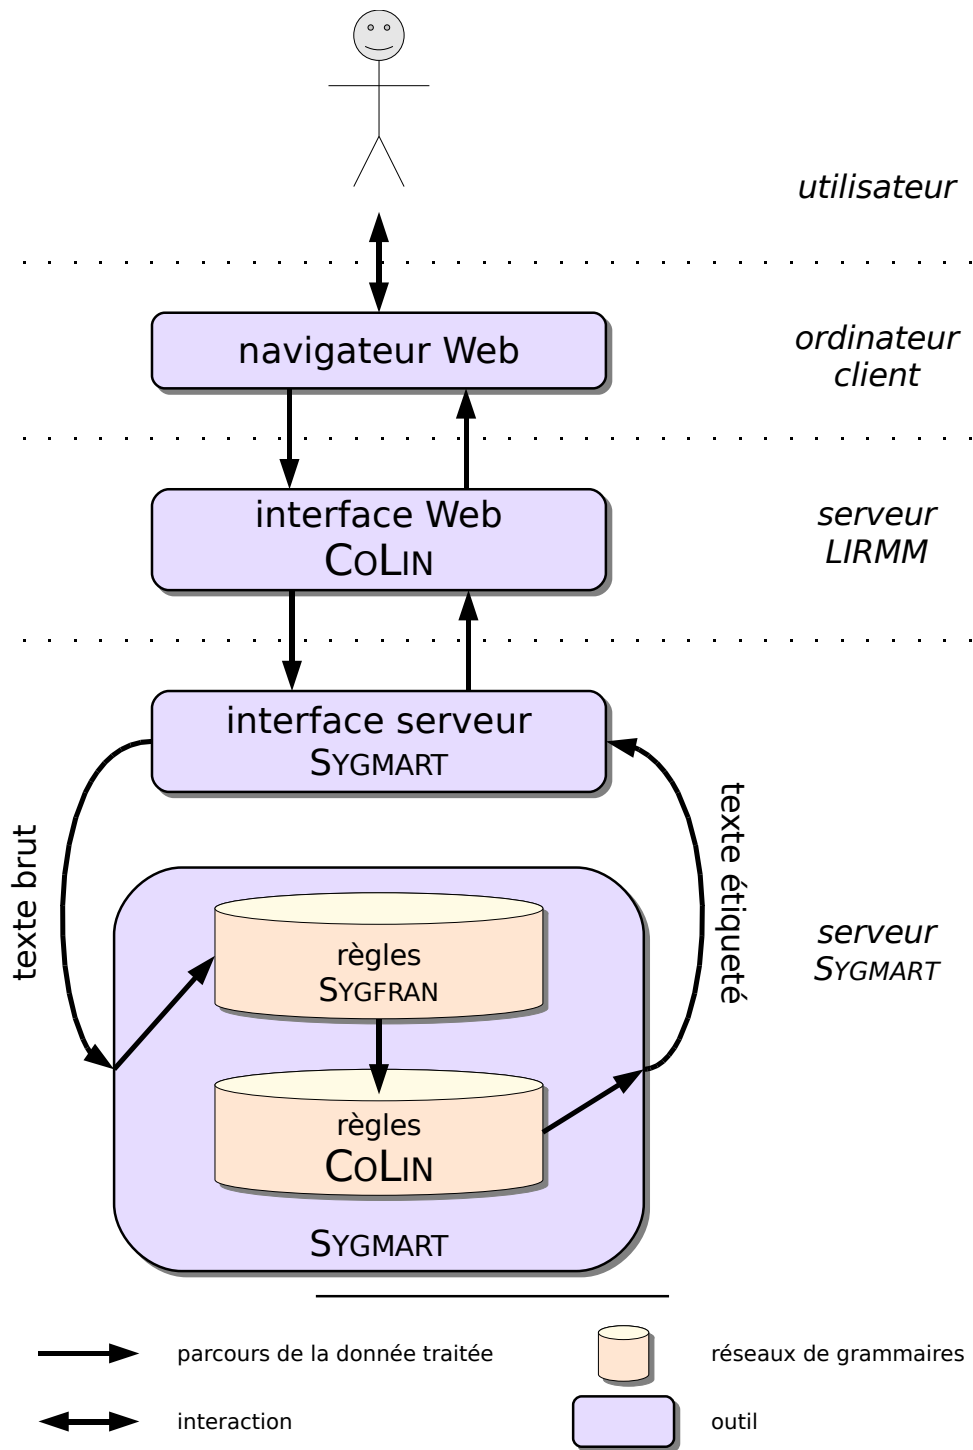 utilisateur
navigateur Web
ordinateur
client
interface Web
COLIN
serveur
LIRMM
interface serveur
SYGMART
texte brut
texte étiqueté
règles
SYGFRAN
serveur
SYGMART
règles
COLIN
SYGMART
parcours de la donnée traitée
réseaux de grammaires
interaction
outil